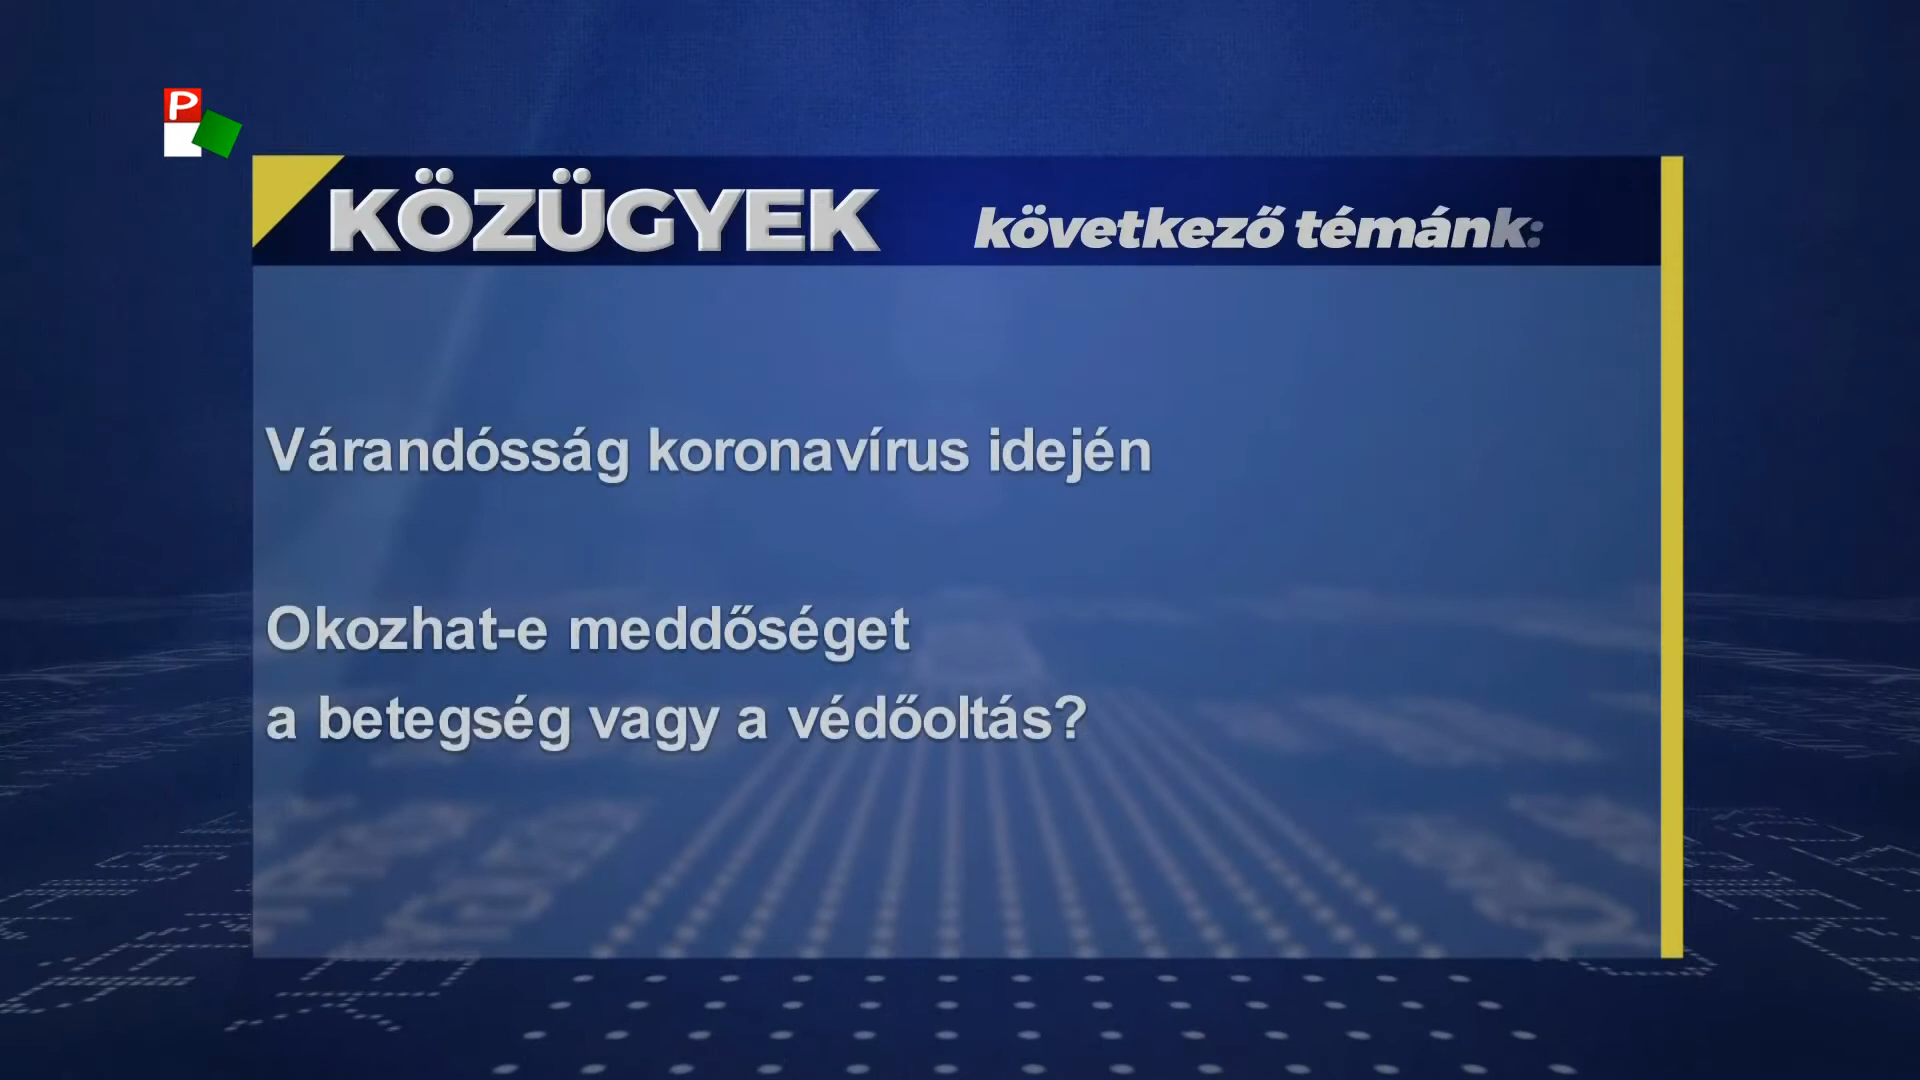 P
KÖZÜGYEK következő témánk:
Várandósság koronavírus idején
Okozhat-e meddőséget
a betegség vagy a védőoltás?